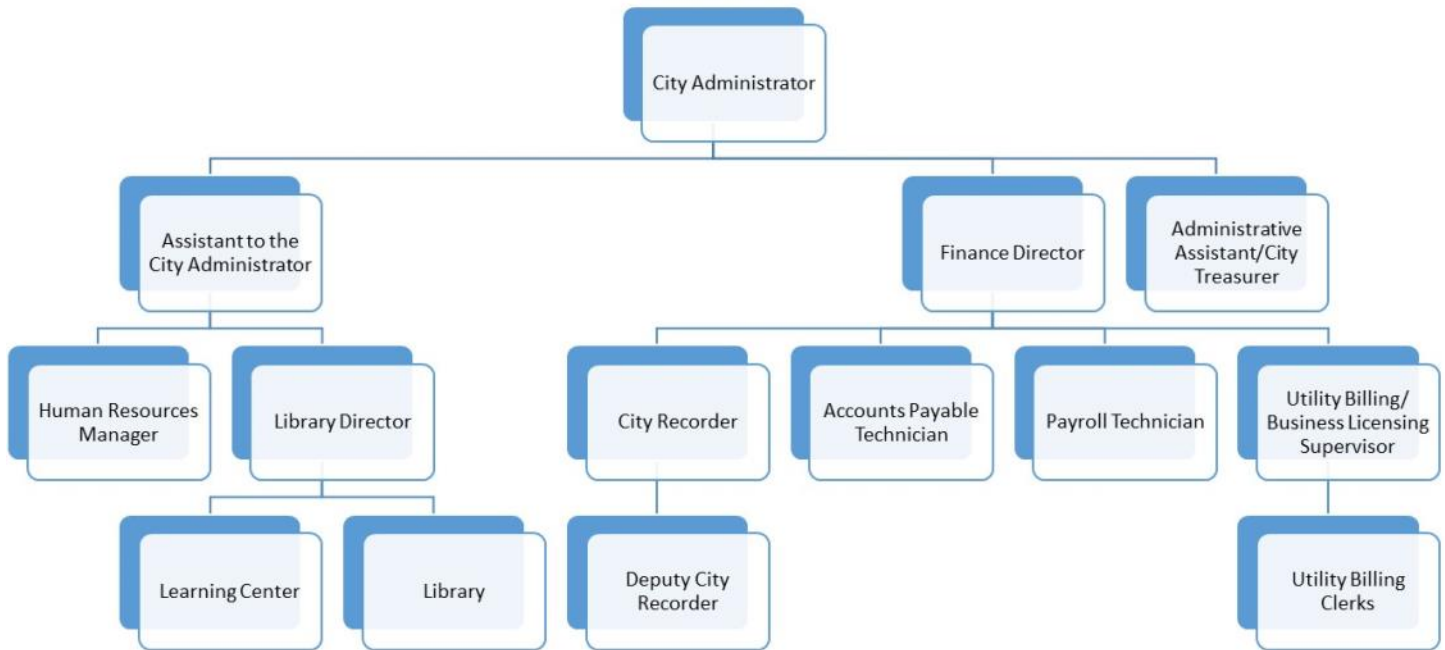 City Administrator
Assistant to the
City Administrator
Finance Director
Administrative
Assistant/City
Treasurer
Human Resources
Manager
Library Director
City Recorder
Accounts Payable
Technician
Payroll Technician
Utility Billing/
Business Licensing
Supervisor
Learning Center
Library
Deputy City
Recorder
Utility Billing
Clerks